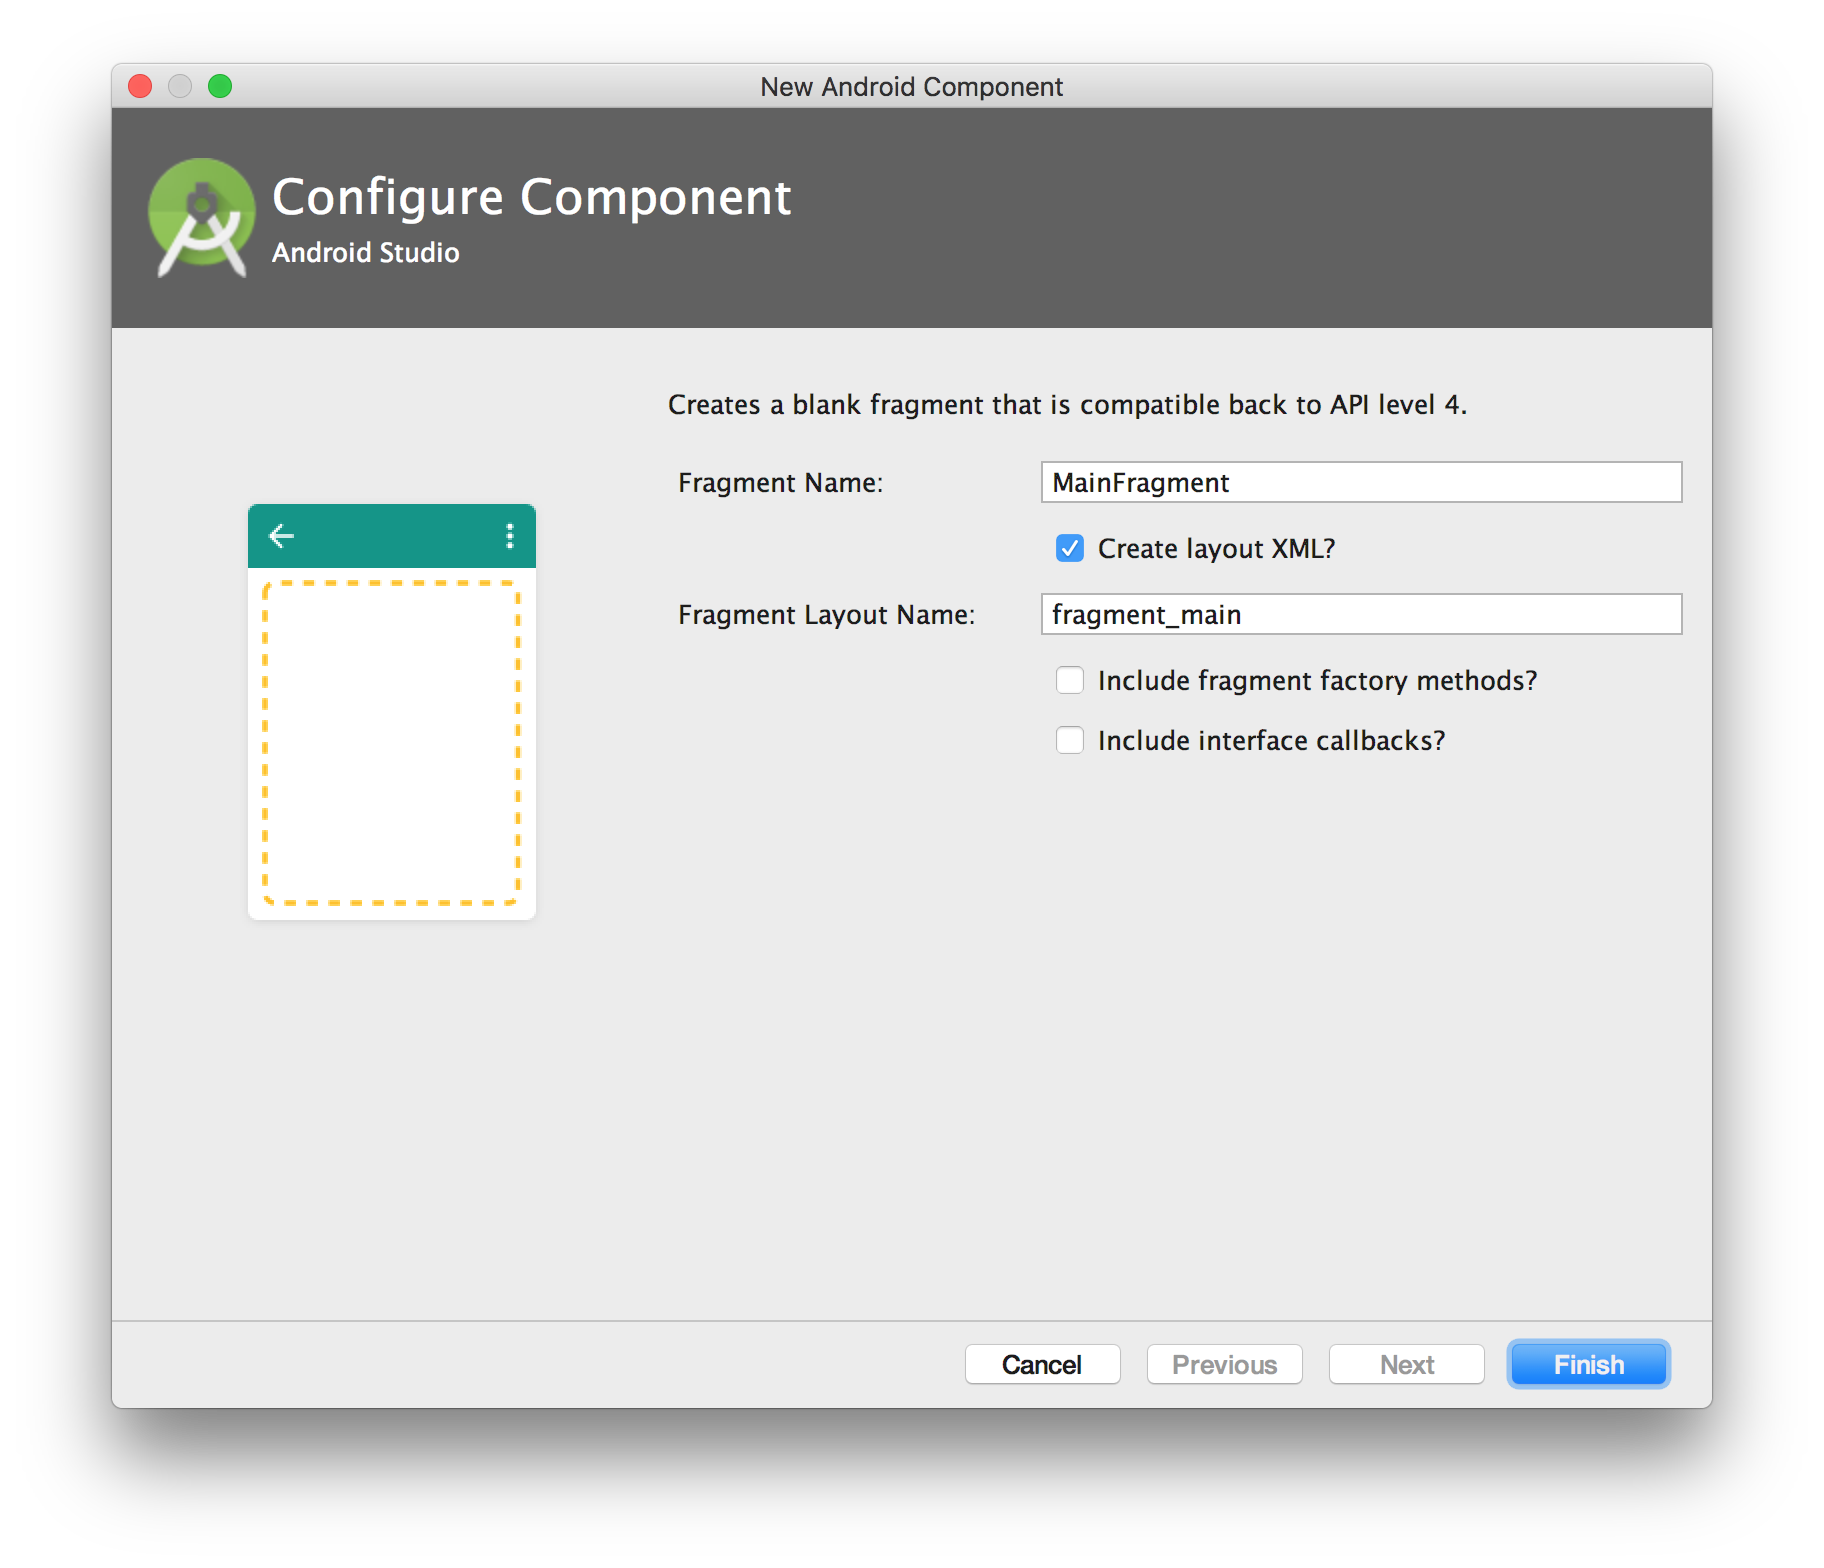 New Android Component
Configure Component
Android Studio
Creates a blank fragment that is compatible back to API level 4.
Fragment Name: MainFragment
Create layout XML?
Fragment Layout Name: fragment_main
Include fragment factory methods?
Include interface callbacks?
Cancel Previous Next Finish